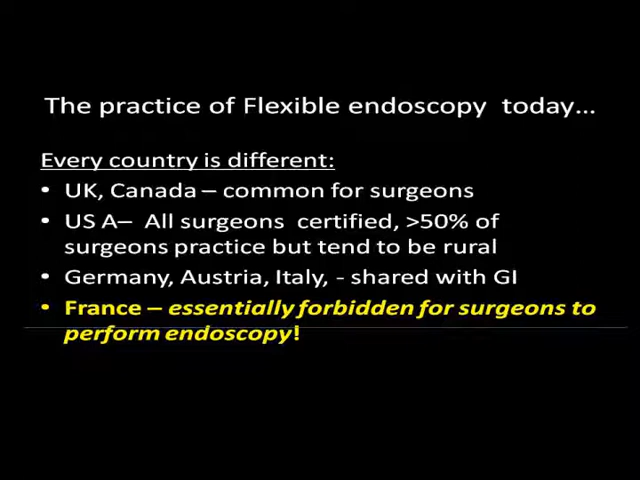 The practice of Flexible endoscopy  today...
Every country is different:
• UK, Canada – common for surgeons
• US A–  All surgeons  certified, >50% of
surgeons practice but tend to be rural
• Germany, Austria, Italy, - shared with GI
• France – essentially forbidden for surgeons to
perform endoscopy!